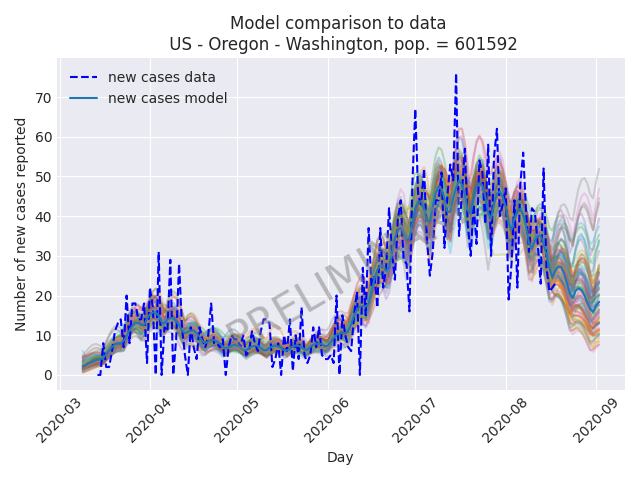 Model comparison to data
US - Oregon - Washington, pop. = 601592
new cases data
new cases model
Number of new cases reported
70
60
50
40
30
20
10
0
2020-03
2020-04
2020-05
2020-06
2020-07
2020-08
2020-09
Day